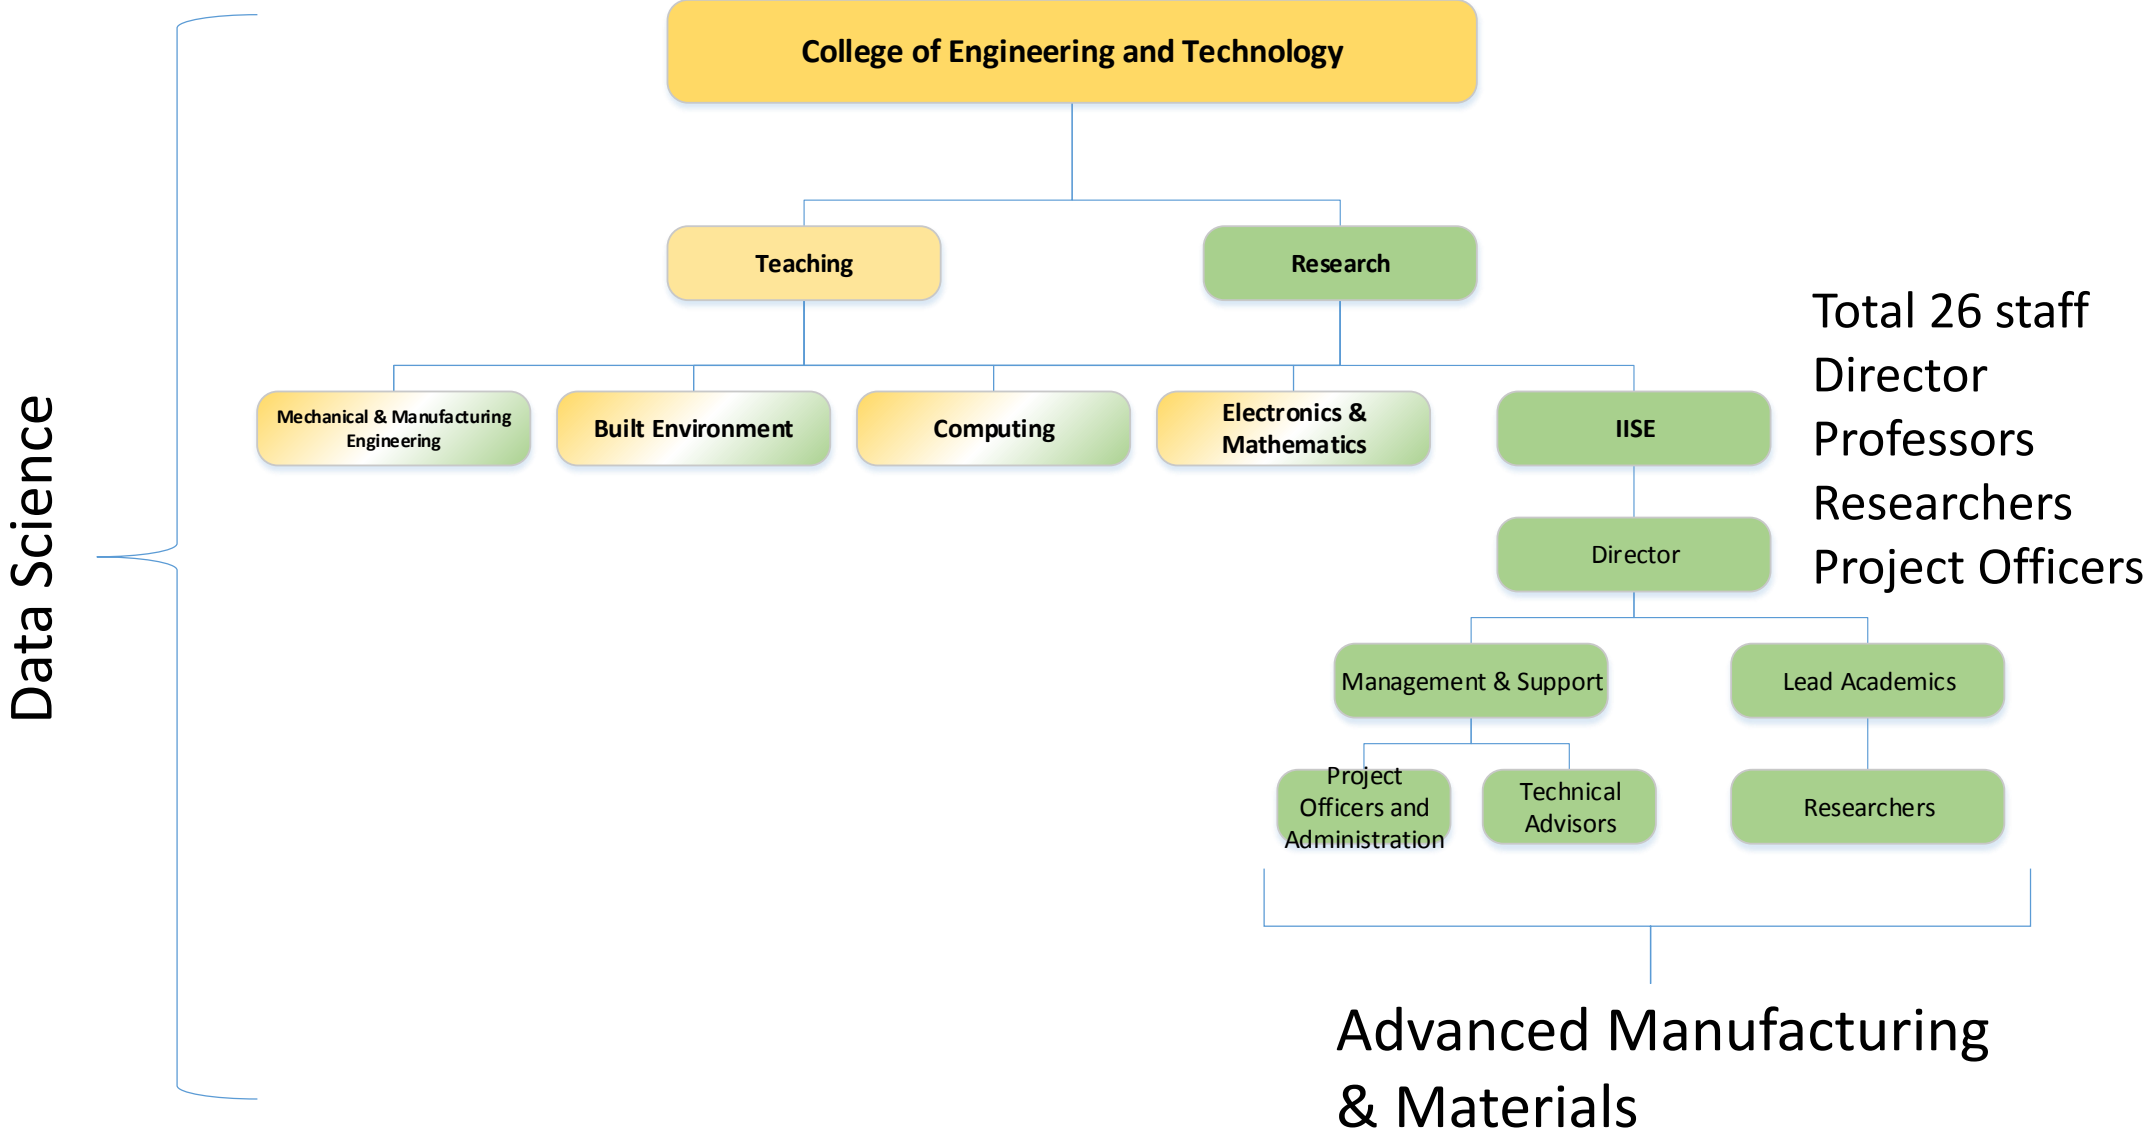 College of Engineering and Technology
Teaching
Research
Mechanical & Manufacturing
Engineering
Built Environment
Computing
Electronics &
Mathematics
IISE
Director
Management & Support
Lead Academics
Project
Officers and
Administration
Technical
Advisors
Researchers
Total 26 staff
Director
Professors
Researchers
Project Officers
Data Science
Advanced Manufacturing
& Materials